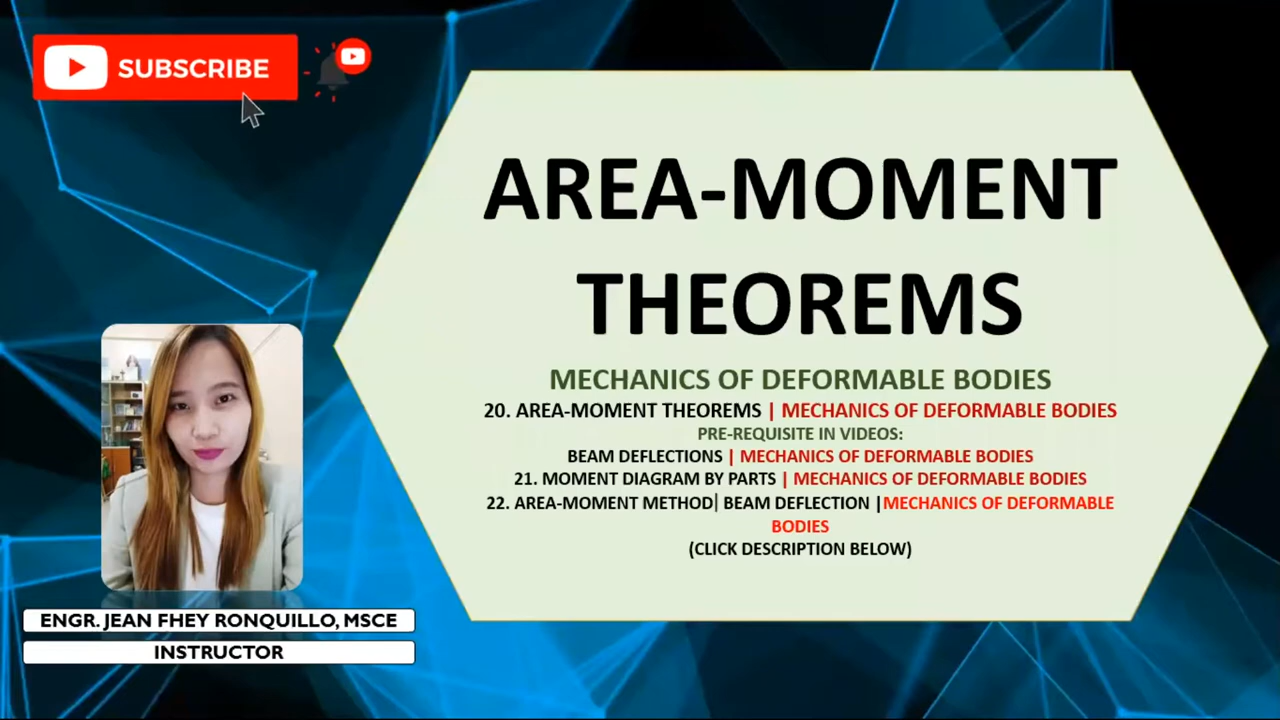 SUBSCRIBE
AREA-MOMENT
THEOREMS
MECHANICS OF DEFORMABLE BODIES
20. AREA-MOMENT THEOREMS | MECHANICS OF DEFORMABLE BODIES
PRE-REQUISITE IN VIDEOS:
BEAM DEFLECTIONS | MECHANICS OF DEFORMABLE BODIES
21. MOMENT DIAGRAM BY PARTS | MECHANICS OF DEFORMABLE BODIES
22. AREA-MOMENT METHOD| BEAM DEFLECTION |MECHANICS OF DEFORMABLE
BODIES
(CLICK DESCRIPTION BELOW)
ENGR. JEAN FHEY RONQUILLO, MSCE
INSTRUCTOR